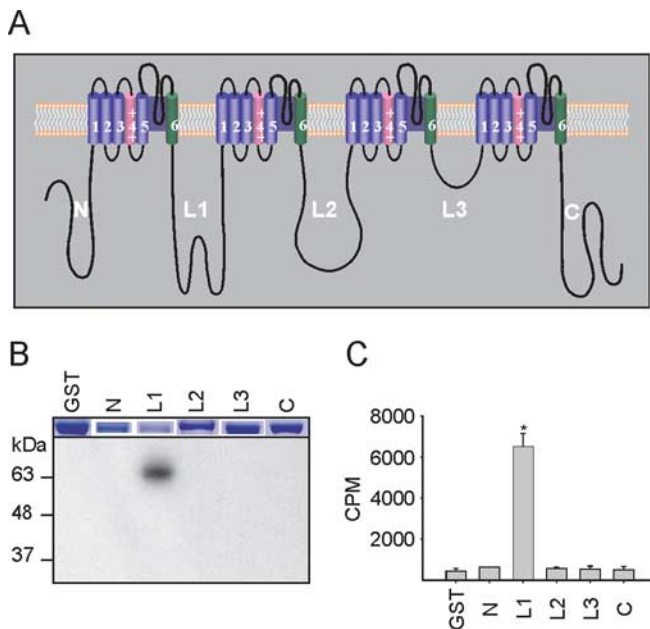 A
1 2 3 + 4 + + 5 6 1 2 3 + 4 + + 5 6 1 2 3 + 4 + + 5 6 1 2 3 + 4 + + 5 6
N L1 L2 L3 C
B
GST N L1 L2 L3 C
kDa
63
48
37
C
8000
6000
4000
2000
CPM
*
GST N L1 L2 L3 C